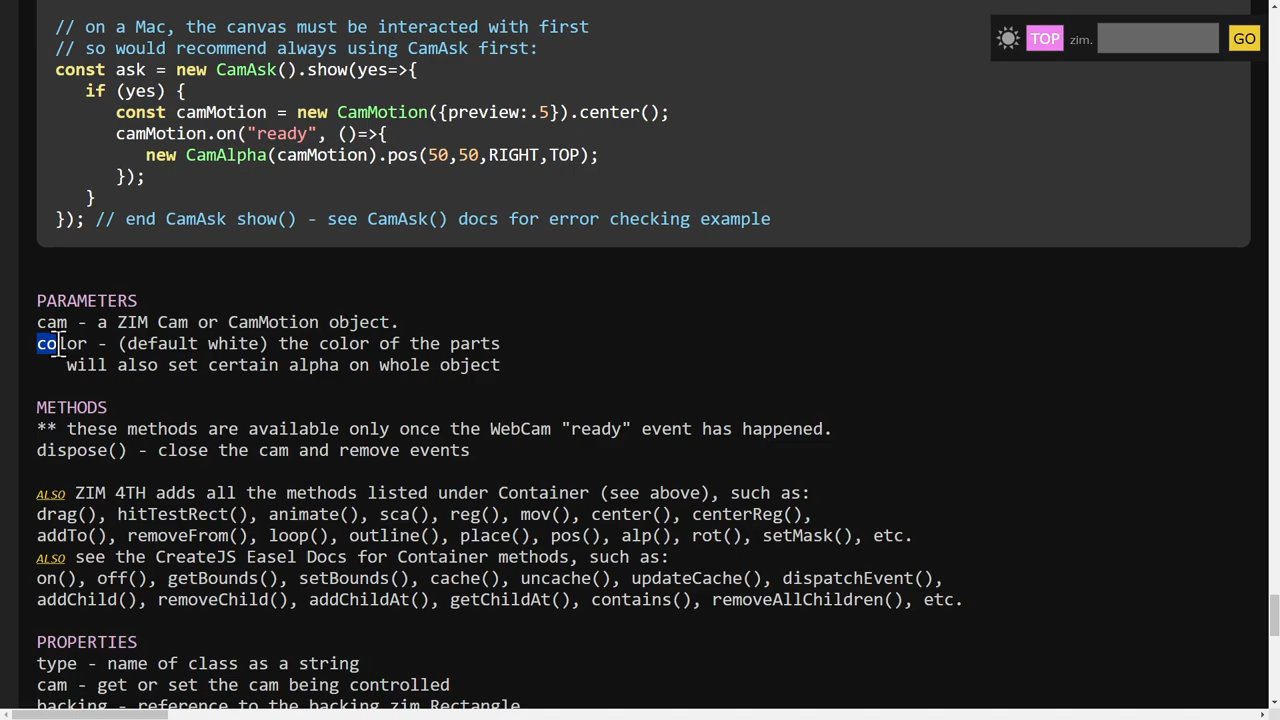 // on a Mac, the canvas must be interacted with first
// so would recommend always using CamAsk first:
const ask = new CamAsk().show(yes=>{
if (yes) {
const camMotion = new CamMotion({preview:.5}).center();
camMotion.on("ready", ()=>{
new CamAlpha(camMotion).pos(50,50,RIGHT,TOP);
});
}
}); // end CamAsk show() - see CamAsk() docs for error checking example
TOP zim. GO
PARAMETERS
cam - a ZIM Cam or CamMotion object.
color - (default white) the color of the parts
will also set certain alpha on whole object
METHODS
** these methods are available only once the WebCam "ready" event has happened.
dispose() - close the cam and remove events
ALSO ZIM 4TH adds all the methods listed under Container (see above), such as:
drag(), hitTestRect(), animate(), sca(), reg(), mov(), center(), centerReg(),
addTo(), removeFrom(), loop(), outline(), place(), pos(), alp(), rot(), setMask(), etc.
ALSO see the CreateJS Easel Docs for Container methods, such as:
on(), off(), getBounds(), setBounds(), cache(), uncache(), updateCache(), dispatchEvent(),
addChild(), removeChild(), addChildAt(), getChildAt(), contains(), removeAllChildren(), etc.
PROPERTIES
type - name of class as a string
cam - get or set the cam being controlled
backing - reference to the backing zim Rectangle